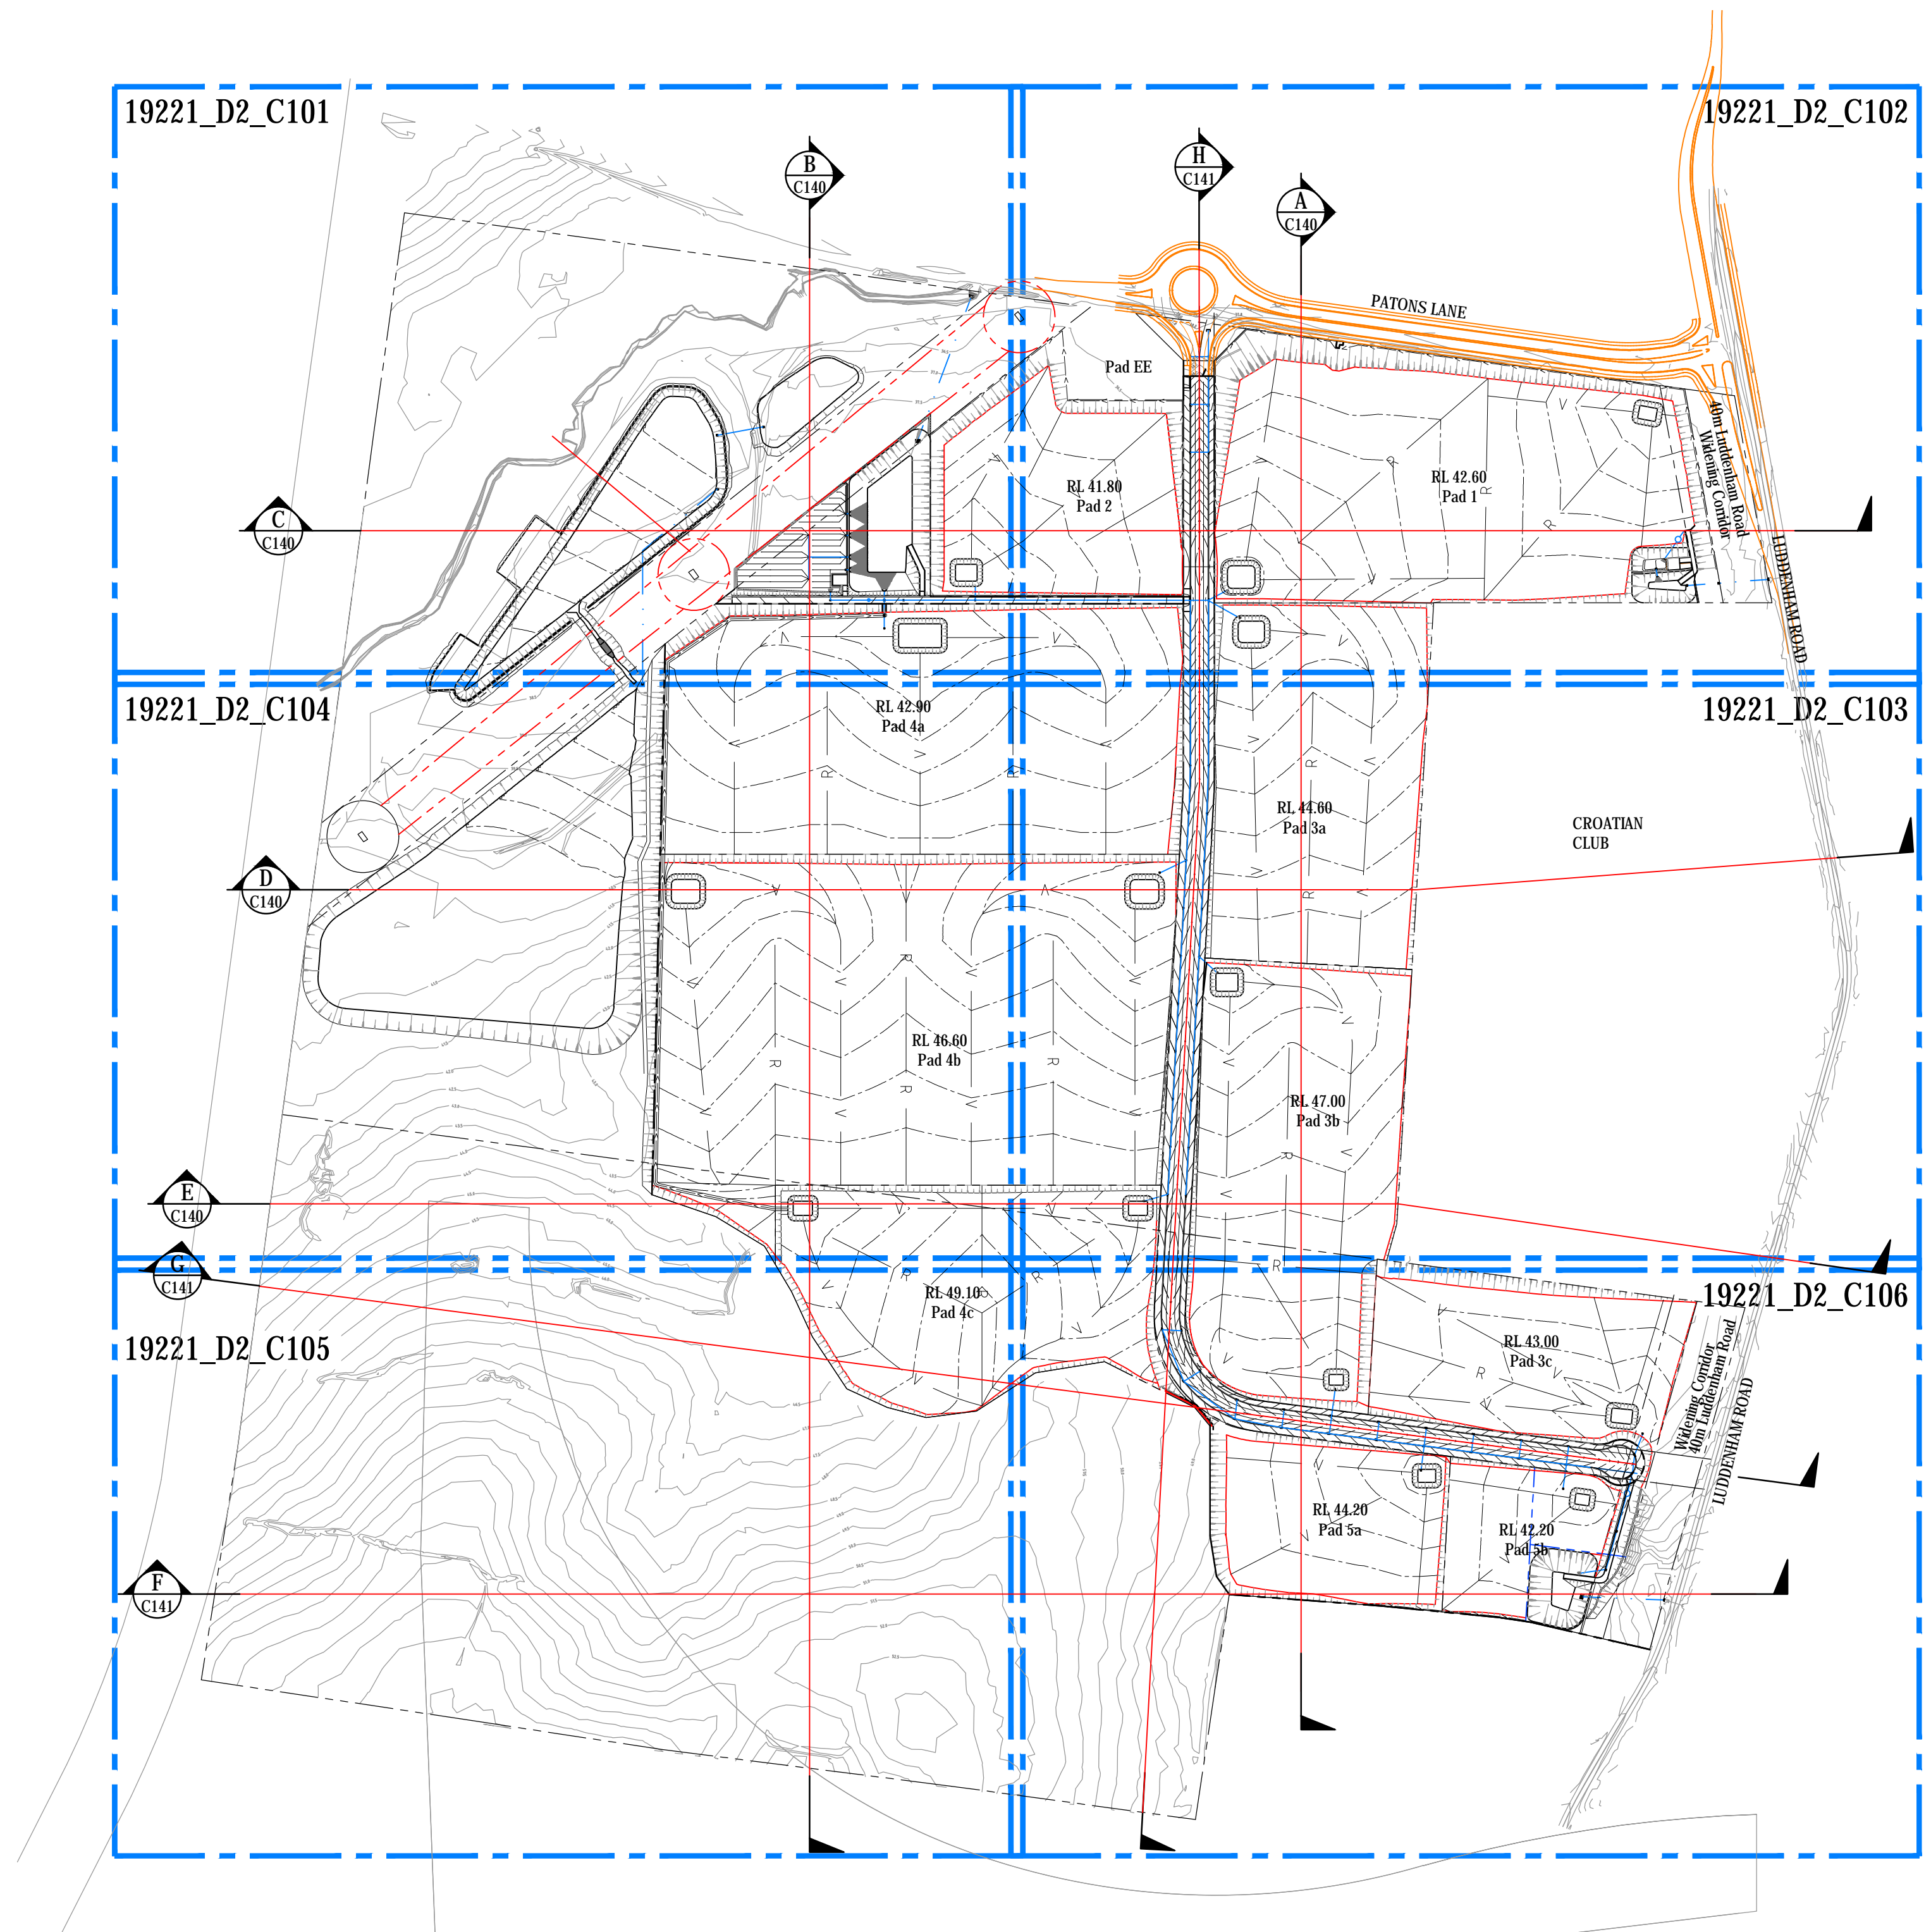 19221_D2_C101
19221_D2_C102
B
C140
H
C141
A
C140
PATONS LANE
Pad EE
40m Luddenham Road
Widening Corridor
RL 41.80
Pad 2
RL 42.60
Pad 1
R
R
R
V
C
C140
LUDDENHAM ROAD
19221_D2_C104
19221_D2_C103
RL 42.90
Pad 4a
R
R
RL 44.60
Pad 3a
R
R
CROATIAN
CLUB
D
C140
RL 46.60
Pad 4b
R
R
R
R
RL 47.00
Pad 3b
R
E
C140
G
C141
19221_D2_C106
RL 49.10
Pad 4c
R
R
R
R
19221_D2_C105
RL 43.00
Pad 3c
R
Widening Corridor
40m Luddenham Road
LUDDENHAM ROAD
RL 44.20
Pad 5a
RL 42.20
Pad 5b
F
C141